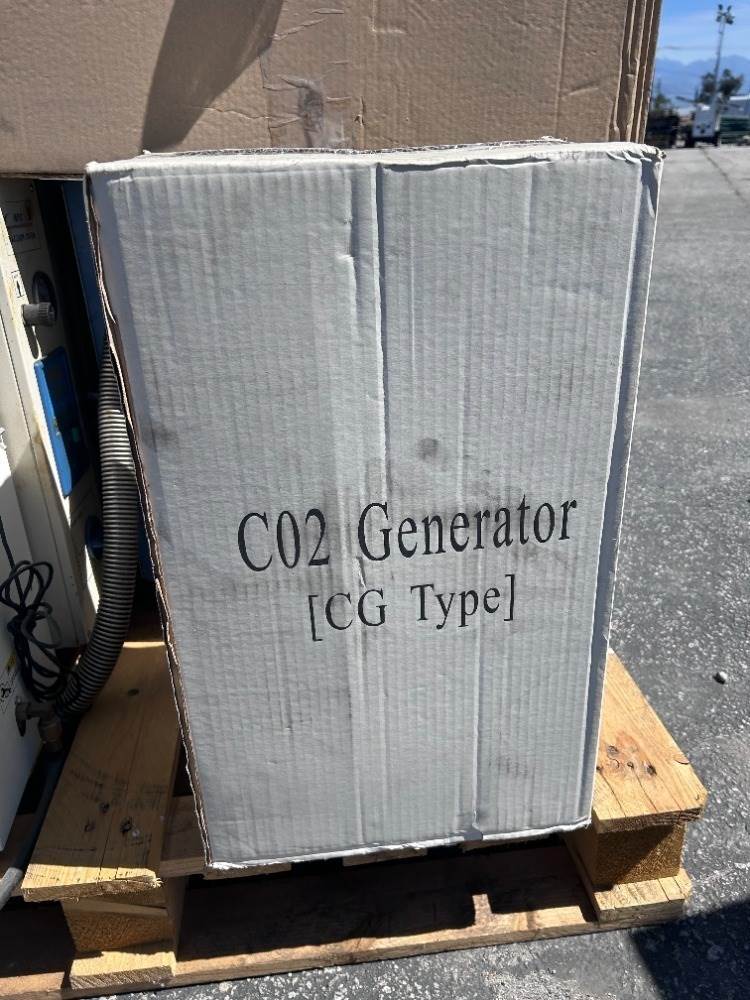 C02 Generator
[CG Type]